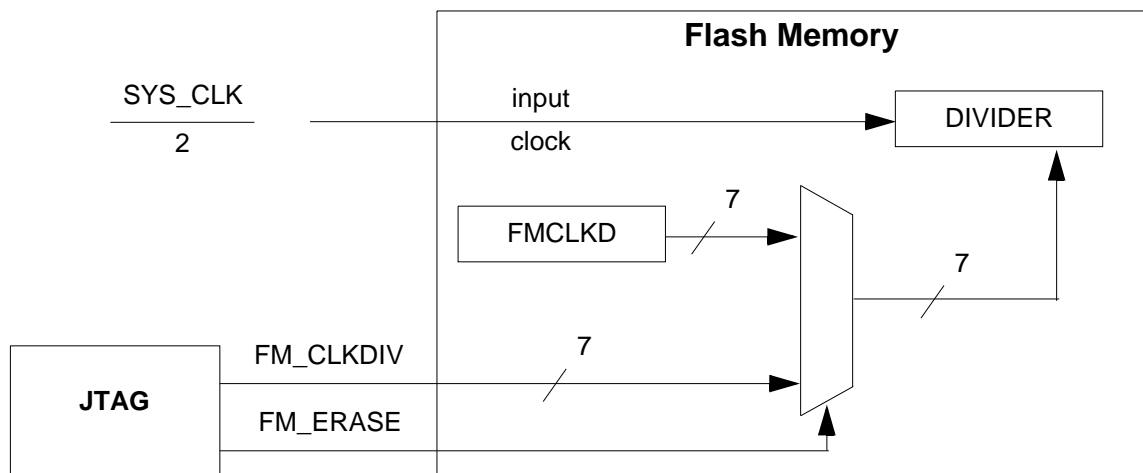 Flash Memory
SYS_CLK
2
input
clock
DIVIDER
FMCLKD
7
7
FM_CLKDIV
7
JTAG
FM_ERASE